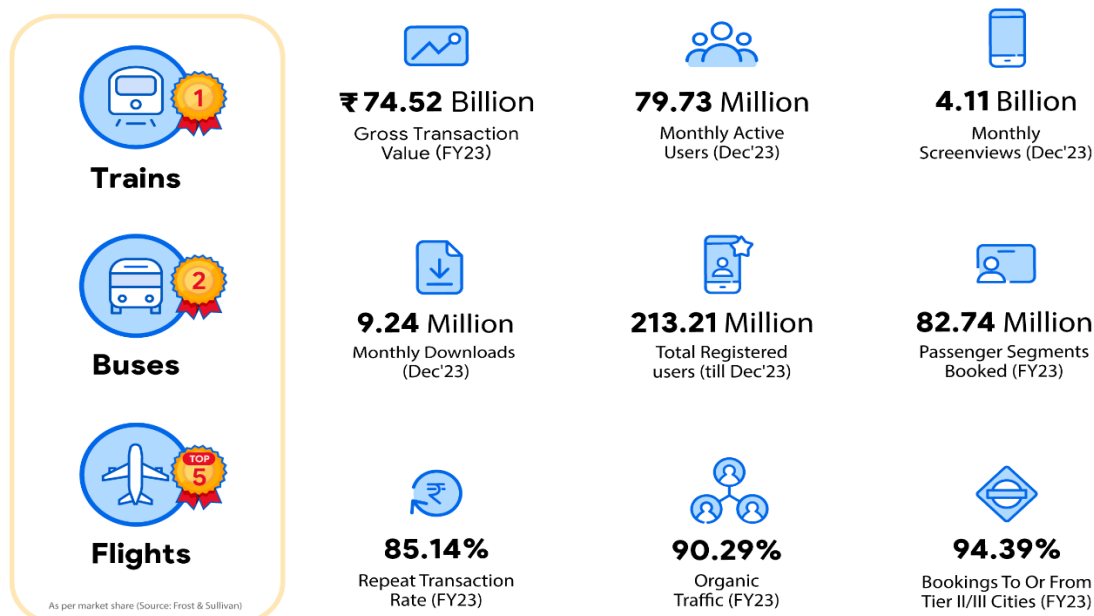 1
Trains
2
Buses
TOP
5
Flights
As per market share (Source: Frost & Sullivan)
₹ 74.52 Billion
Gross Transaction
Value (FY23)
79.73 Million
Monthly Active
Users (Dec'23)
4.11 Billion
Monthly
Screenviews (Dec'23)
9.24 Million
Monthly Downloads
(Dec'23)
213.21 Million
Total Registered
users (till Dec'23)
82.74 Million
Passenger Segments
Booked (FY23)
₹
85.14%
Repeat Transaction
Rate (FY23)
90.29%
Organic
Traffic (FY23)
94.39%
Bookings To Or From
Tier II/III Cities (FY23)